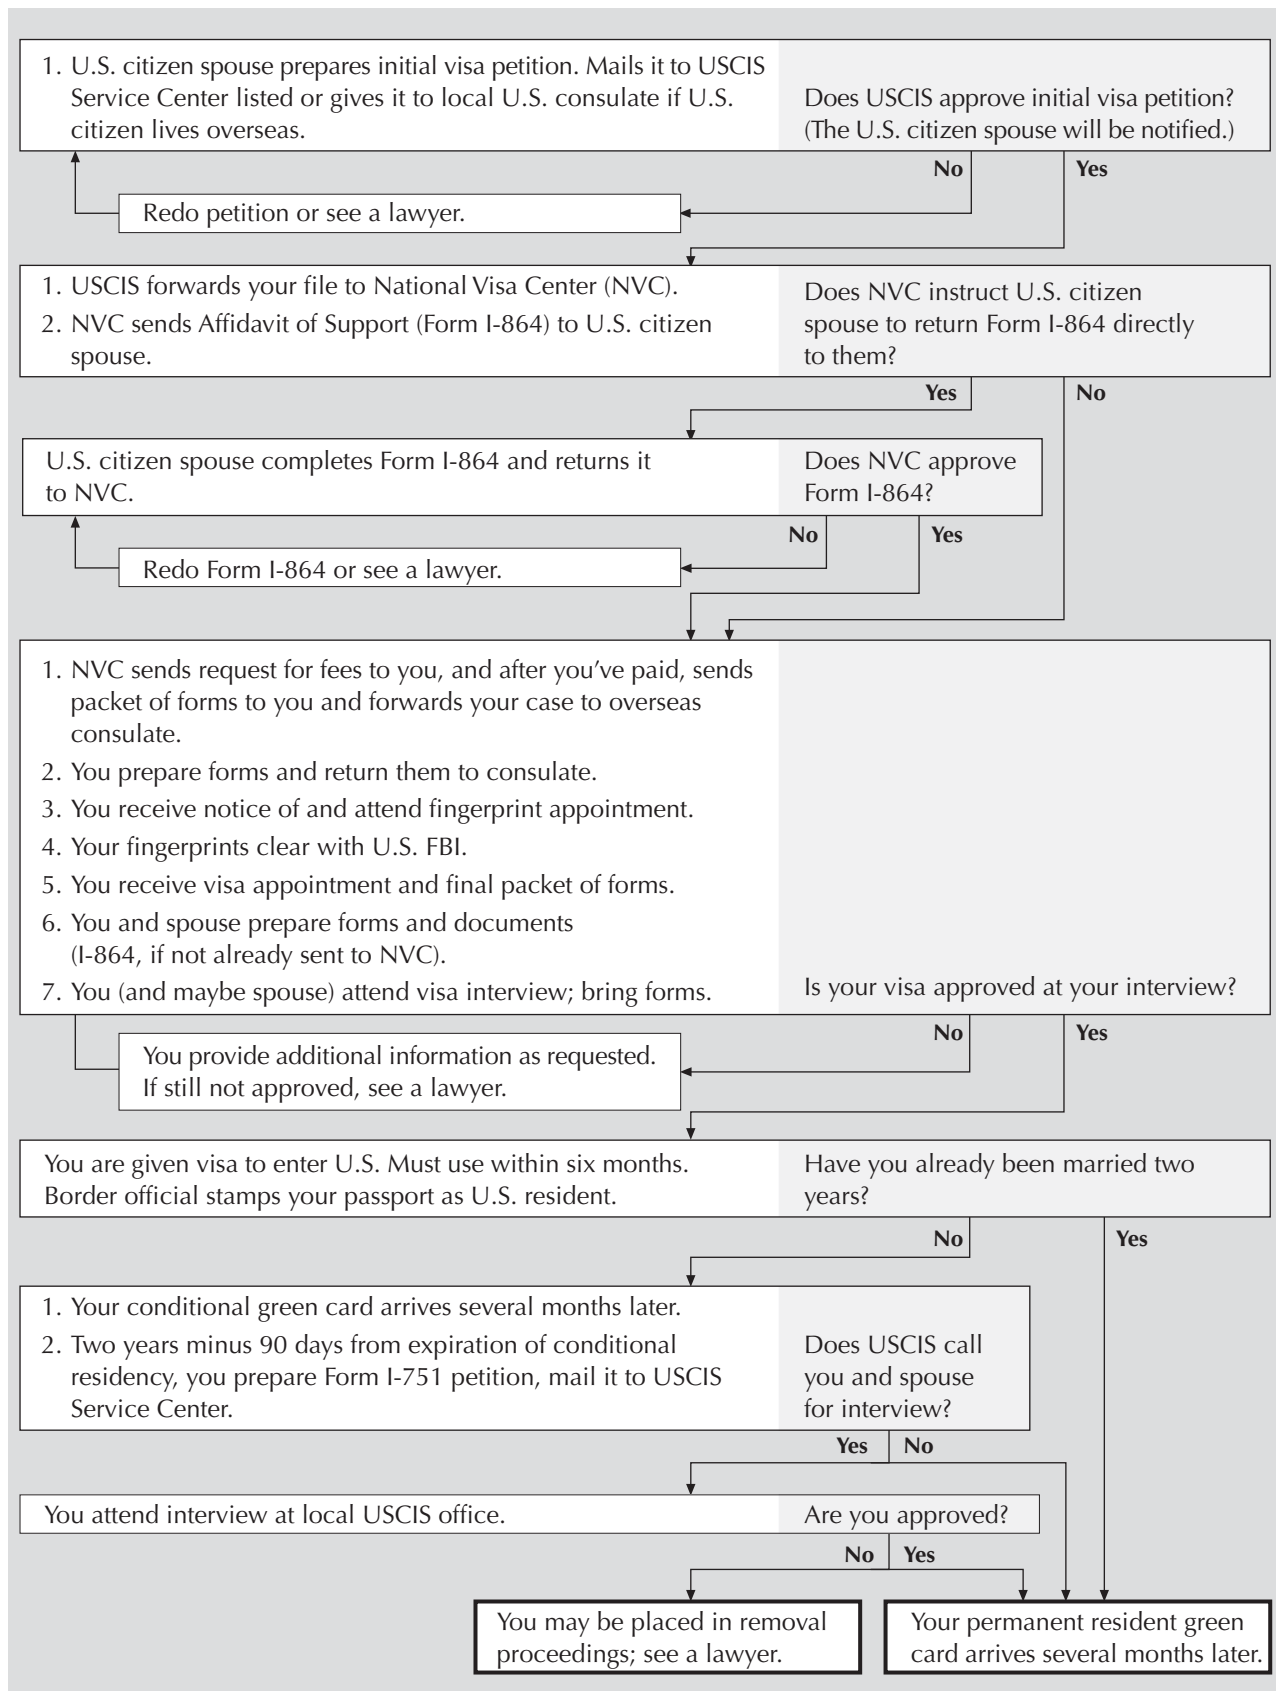 1. U.S. citizen spouse prepares initial visa petition. Mails it to USCIS
Service Center listed or gives it to local U.S. consulate if U.S.
citizen lives overseas.
Does USCIS approve initial visa petition?
(The U.S. citizen spouse will be notified.)
No
Yes
Redo petition or see a lawyer.
1. USCIS forwards your file to National Visa Center (NVC).
2. NVC sends Affidavit of Support (Form I-864) to U.S. citizen
spouse.
Does NVC instruct U.S. citizen
spouse to return Form I-864 directly
to them?
Yes
No
U.S. citizen spouse completes Form I-864 and returns it
to NVC.
Does NVC approve
Form I-864?
No
Yes
Redo Form I-864 or see a lawyer.
1. NVC sends request for fees to you, and after you’ve paid, sends
packet of forms to you and forwards your case to overseas
consulate.
2. You prepare forms and return them to consulate.
3. You receive notice of and attend fingerprint appointment.
4. Your fingerprints clear with U.S. FBI.
5. You receive visa appointment and final packet of forms.
6. You and spouse prepare forms and documents
(I-864, if not already sent to NVC).
7. You (and maybe spouse) attend visa interview; bring forms.
Is your visa approved at your interview?
No
Yes
You provide additional information as requested.
If still not approved, see a lawyer.
You are given visa to enter U.S. Must use within six months.
Border official stamps your passport as U.S. resident.
Have you already been married two
years?
No
Yes
1. Your conditional green card arrives several months later.
2. Two years minus 90 days from expiration of conditional
residency, you prepare Form I-751 petition, mail it to USCIS
Service Center.
Does USCIS call
you and spouse
for interview?
Yes
No
You attend interview at local USCIS office.
Are you approved?
No
Yes
You may be placed in removal
proceedings; see a lawyer.
Your permanent resident green
card arrives several months later.